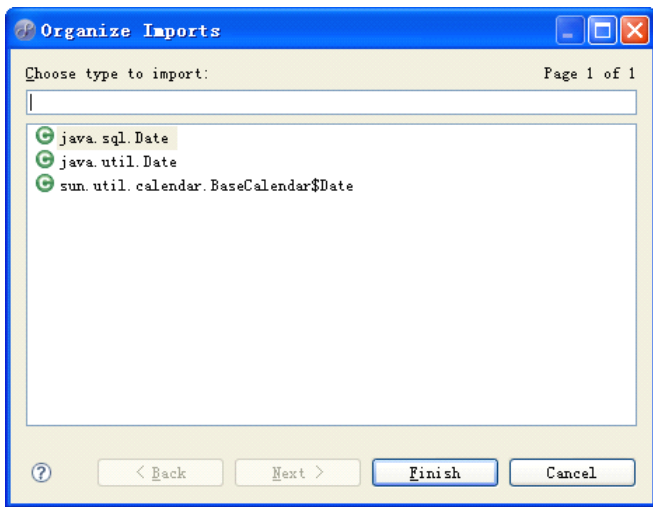 Organize Imports
Choose type to import: Page 1 of 1
java.sql.Date
java.util.Date
sun.util.calendar.BaseCalendar$Date
< Back Next > Finish Cancel